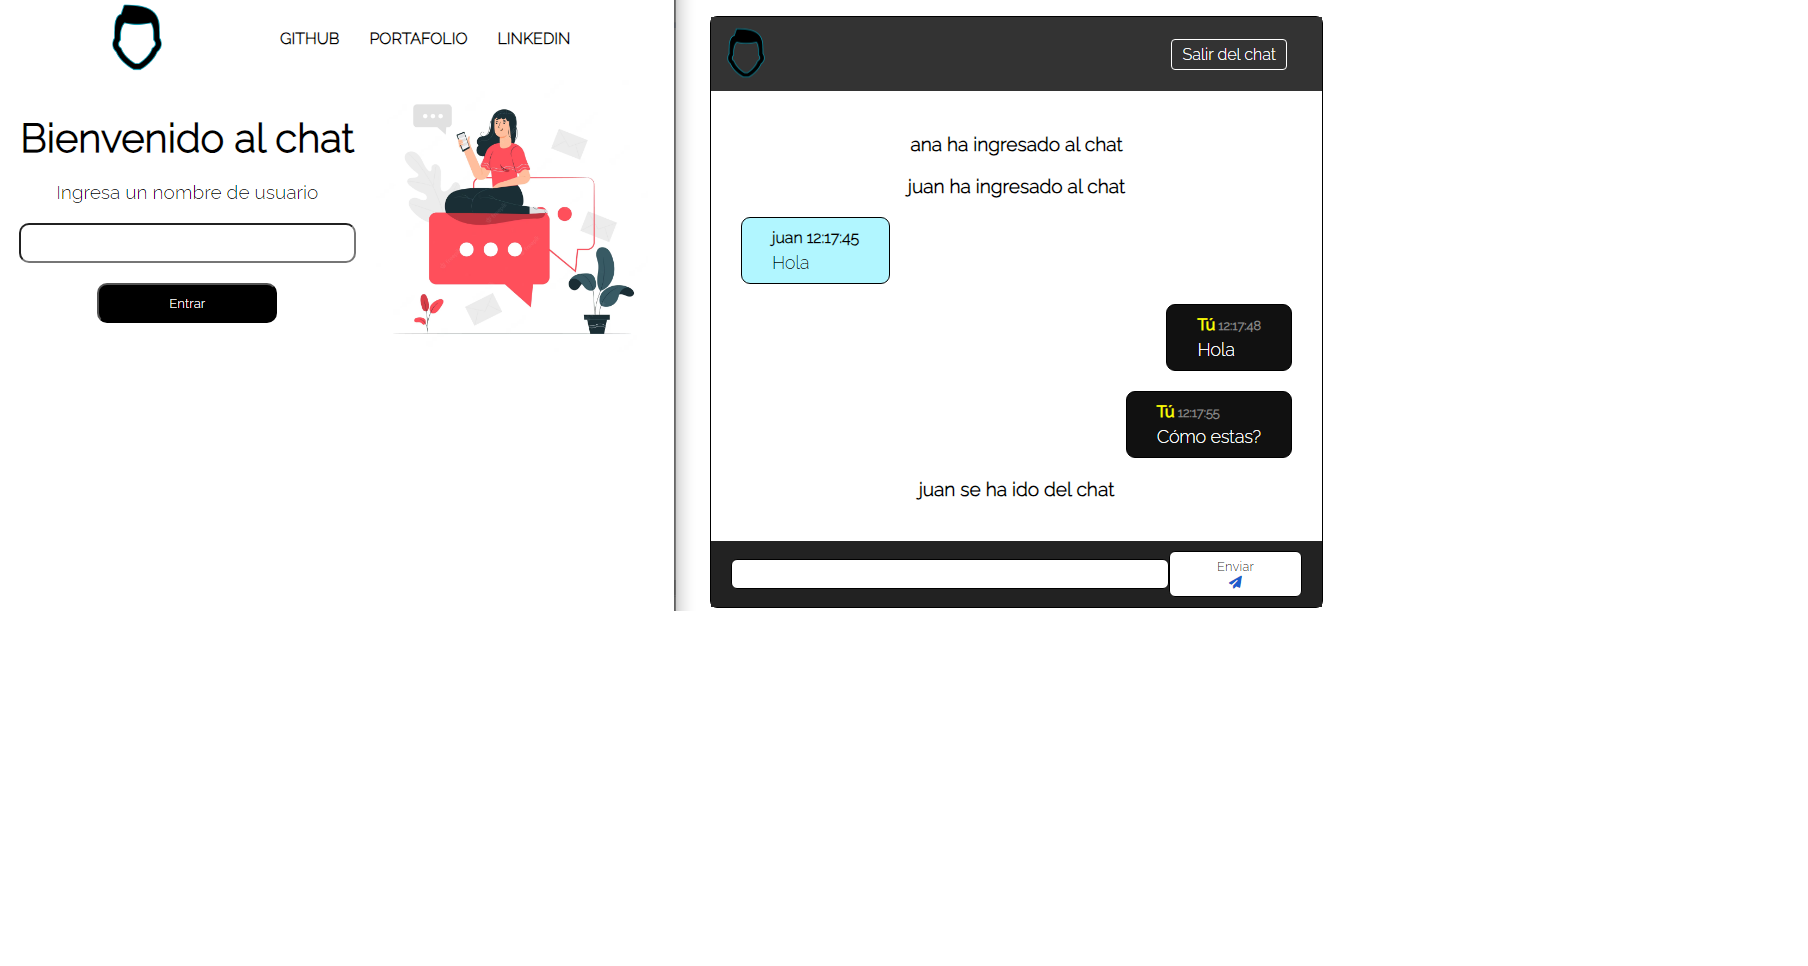 GITHUB PORTAFOLIO LINKEDIN
Bienvenido al chat
Ingresa un nombre de usuario
Entrar
Salir del chat
ana ha ingresado al chat
juan ha ingresado al chat
juan 12:17:45
Hola
Tú 12:17:48
Hola
Tú 12:17:55
Cómo estas?
juan se ha ido del chat
Enviar